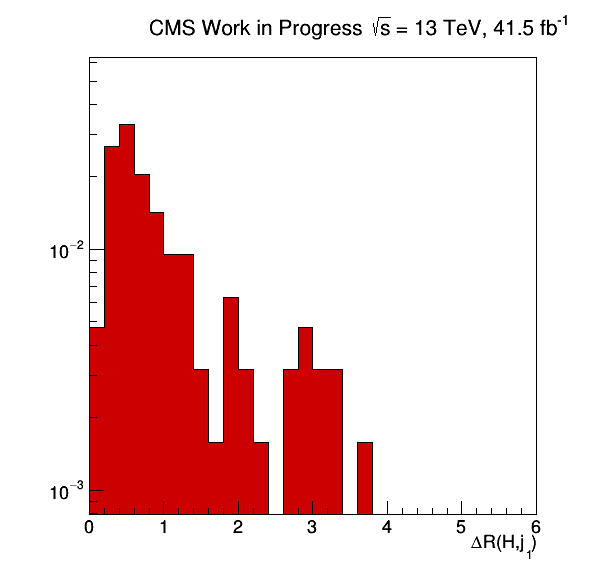 CMS Work in Progress √s = 13 TeV, 41.5 fb⁻¹
10⁻²
10⁻³
0 1 2 3 4 5 6
ΔR(H,j₁)